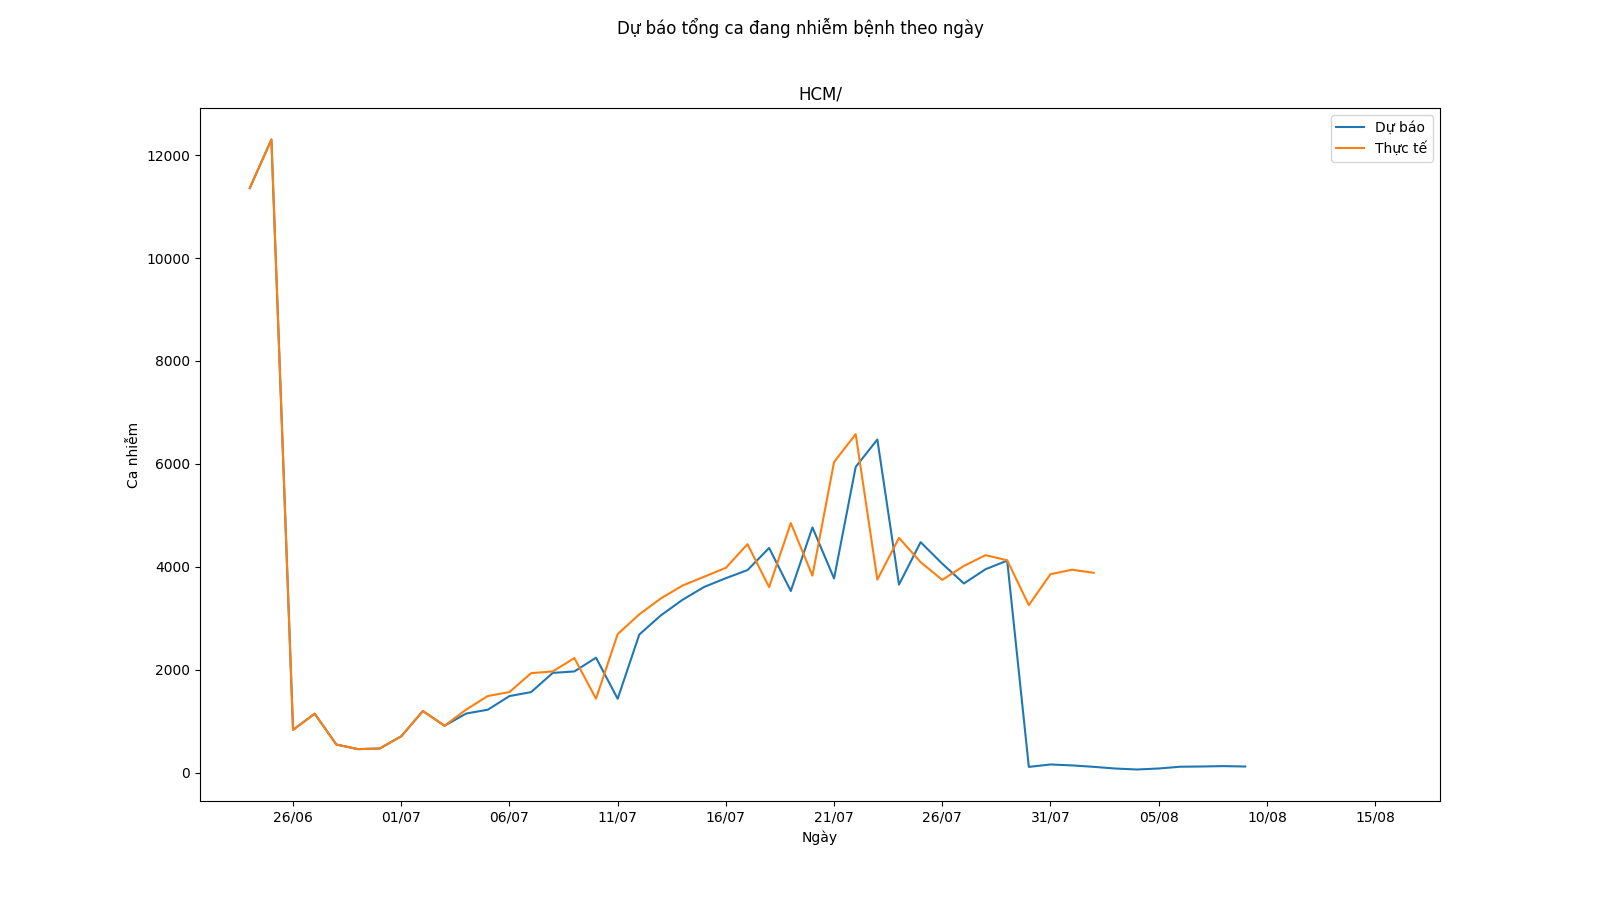 Dự báo tổng ca đang nhiễm bệnh theo ngày
HCM/
Dự báo
Thực tế
12000
10000
8000
6000
4000
2000
0
Ca nhiễm
26/06 01/07 06/07 11/07 16/07 21/07 26/07 31/07 05/08 10/08 15/08
Ngày